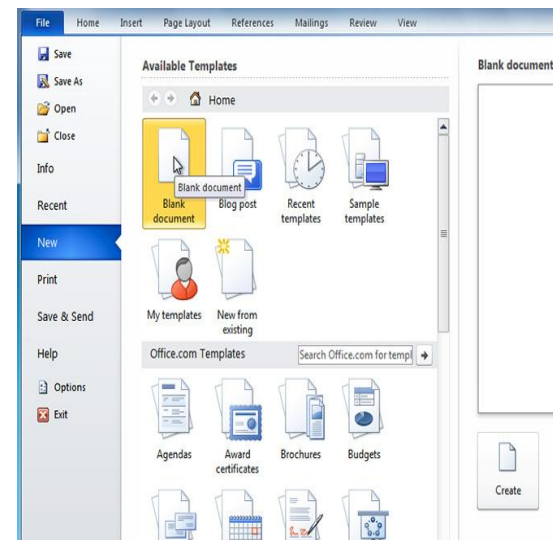 File Home Insert Page Layout References Mailings Review View
Save
Save As
Open
Close
Info
Recent
New
Print
Save & Send
Help
Options
Exit
Available Templates
Home
Blank document
Blank
document
Blog post
Recent
templates
Sample
templates
My templates
New from
existing
Office.com Templates
Search Office.com for templ
Agendas
Award
certificates
Brochures
Budgets
Blank document
Create